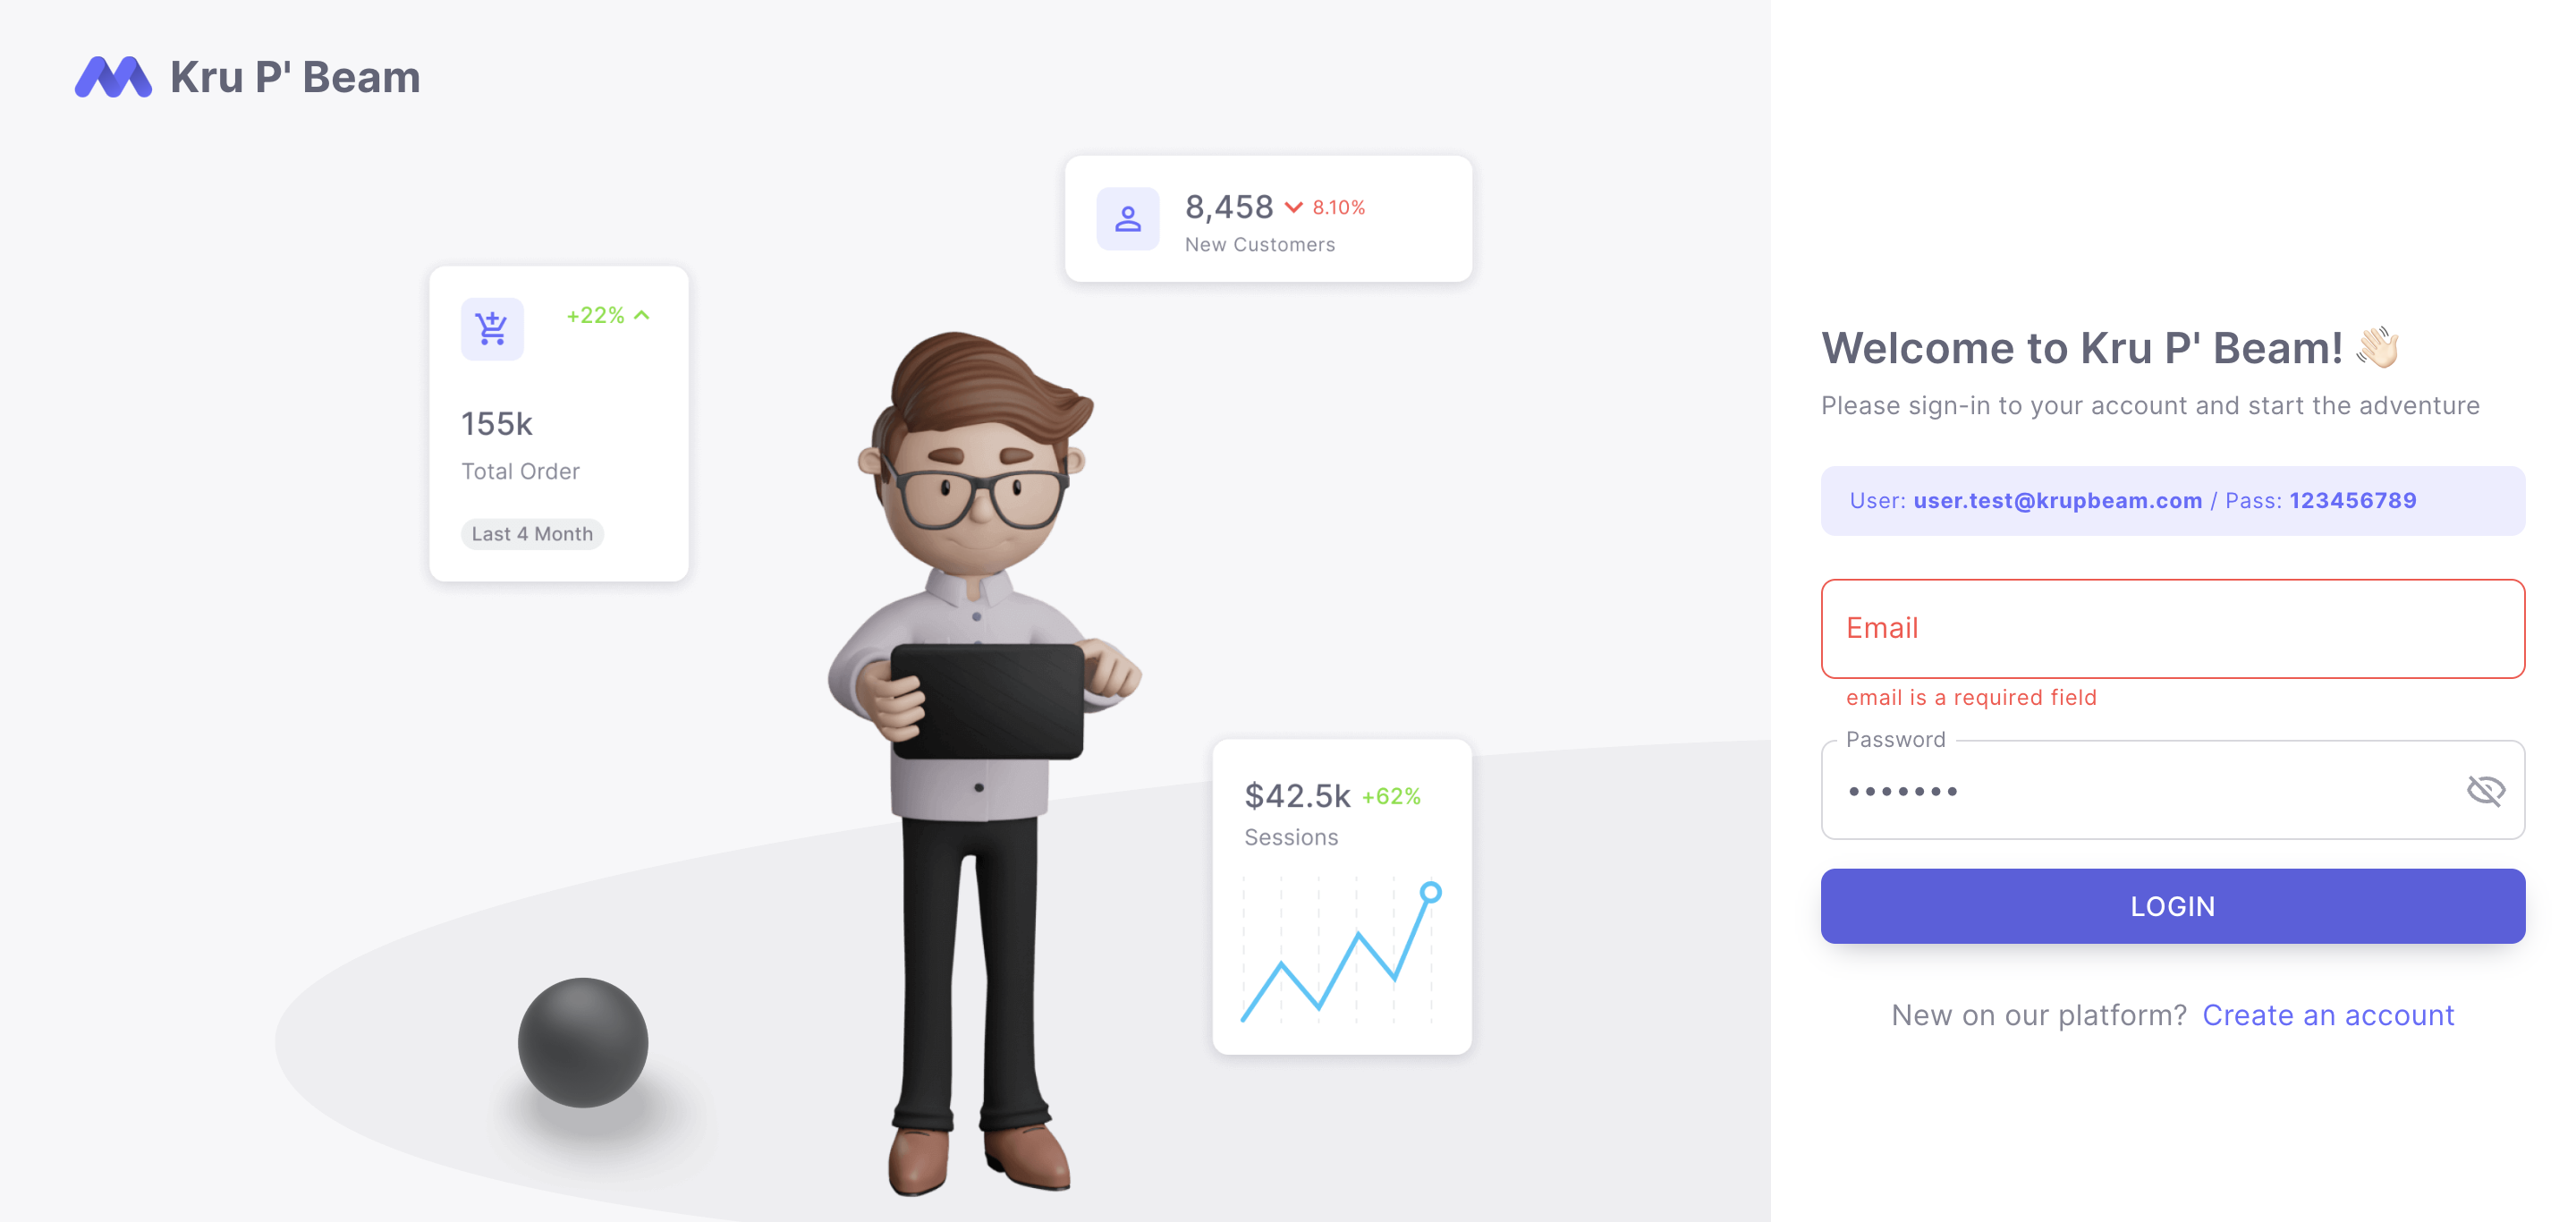 Kru P' Beam
8,458 8.10%
New Customers
+22%
155k
Total Order
Last 4 Month
$42.5k +62%
Sessions
Welcome to Kru P' Beam! 👋🏻
Please sign-in to your account and start the adventure
User: user.test@krupbeam.com / Pass: 123456789
Email
email is a required field
Password
•••••••
LOGIN
New on our platform? Create an account